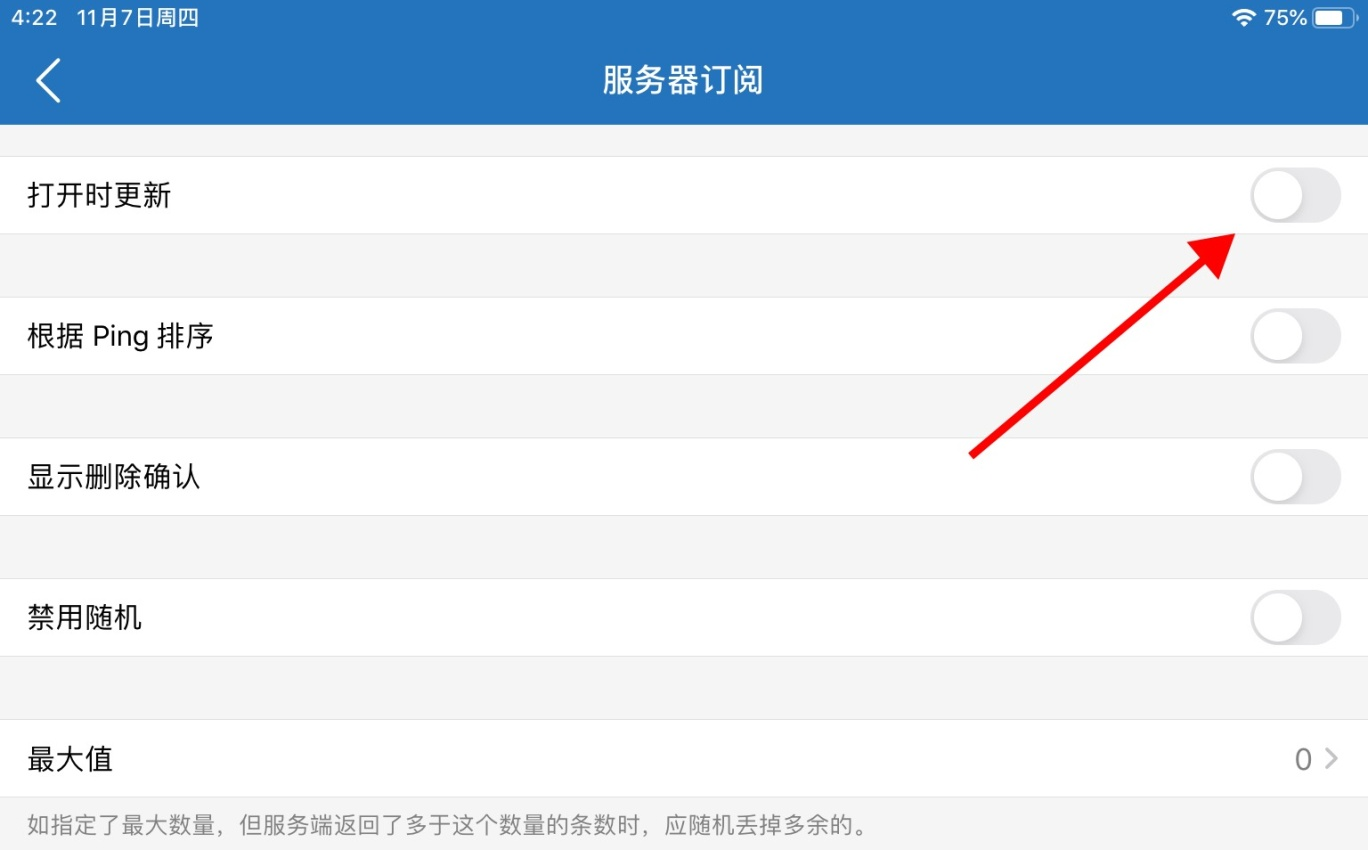 4:22 11月7日周四 75%
服务器订阅
打开时更新
根据 Ping 排序
显示删除确认
禁用随机
最大值 0
如指定了最大数量，但服务端返回了多于这个数量的条数时，应随机丢掉多余的。